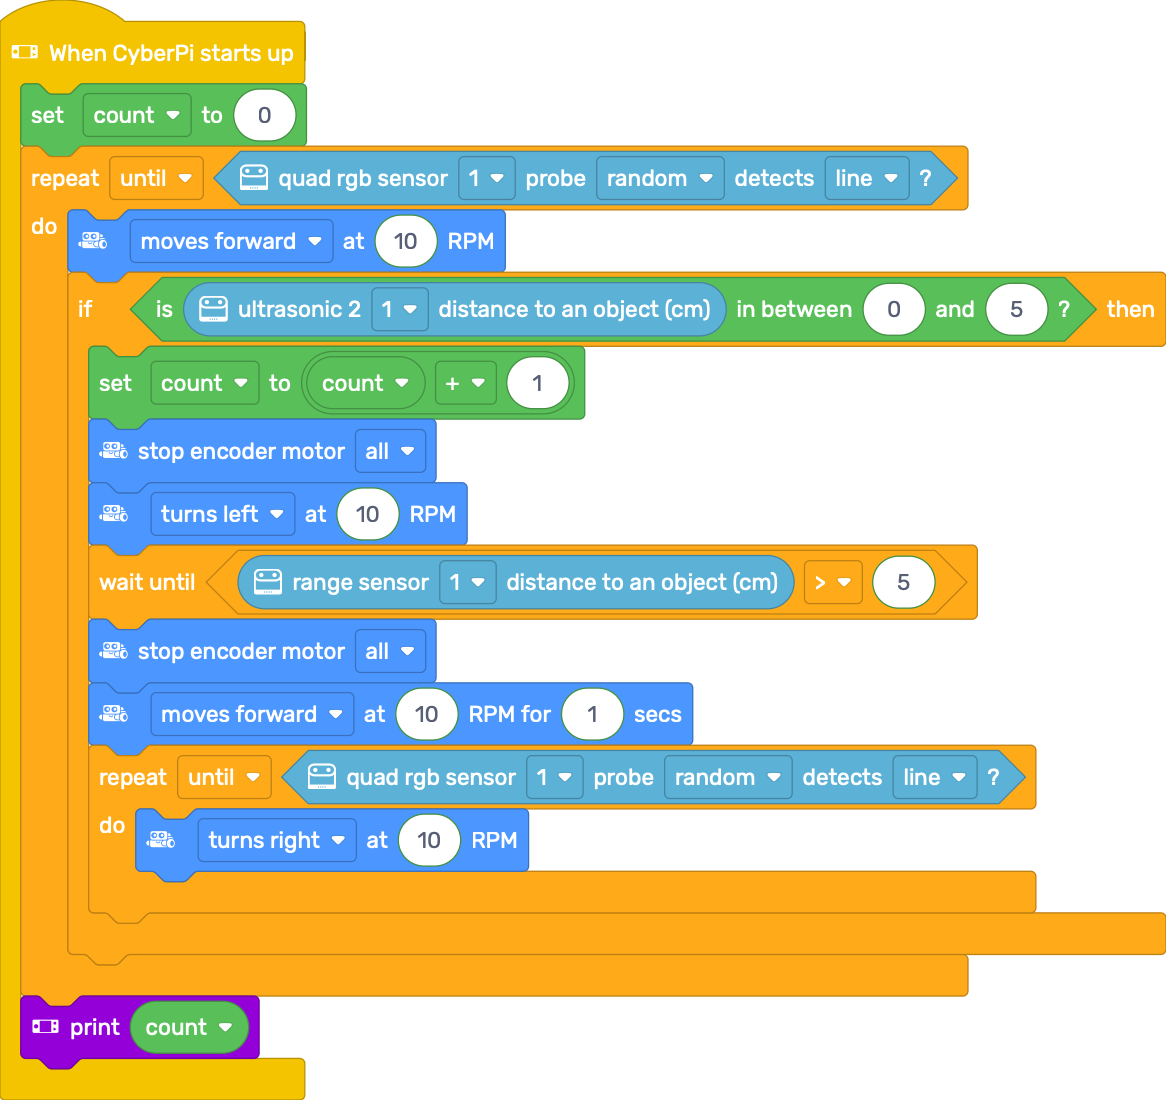 When CyberPi starts up
set count to 0
repeat until quad rgb sensor 1 probe random detects line ?
do moves forward at 10 RPM
if is ultrasonic 2 1 distance to an object (cm) in between 0 and 5 ? then
set count to count + 1
stop encoder motor all
turns left at 10 RPM
wait until range sensor 1 distance to an object (cm) > 5
stop encoder motor all
moves forward at 10 RPM for 1 secs
repeat until quad rgb sensor 1 probe random detects line ?
do turns right at 10 RPM
print count